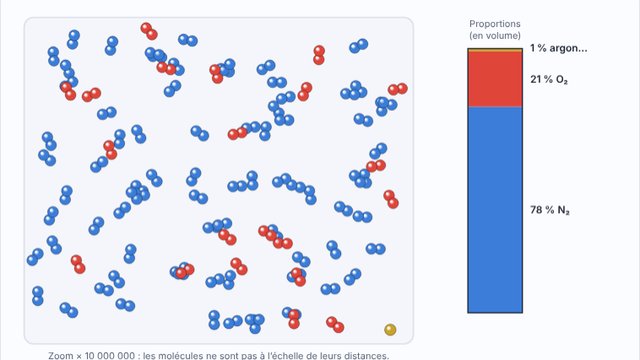 Proportions
(en volume)
1 % argon...
21 % O₂
78 % N₂
Zoom × 10 000 000 : les molécules ne sont pas à l'échelle de leurs distances.